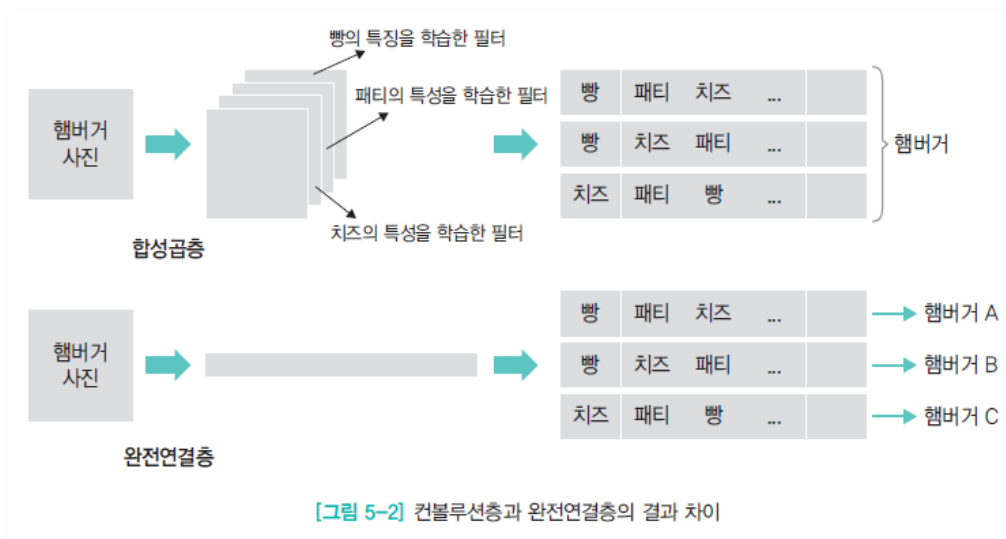 빵의 특징을 학습한 필터
패티의 특성을 학습한 필터
치즈의 특성을 학습한 필터
햄버거
사진
합성곱층
빵 패티 치즈 ...
빵 치즈 패티 ...
치즈 패티 빵 ...
햄버거
햄버거
사진
완전연결층
빵 패티 치즈 ...
햄버거 A
빵 치즈 패티 ...
햄버거 B
치즈 패티 빵 ...
햄버거 C
[그림 5-2] 컨볼루션층과 완전연결층의 결과 차이